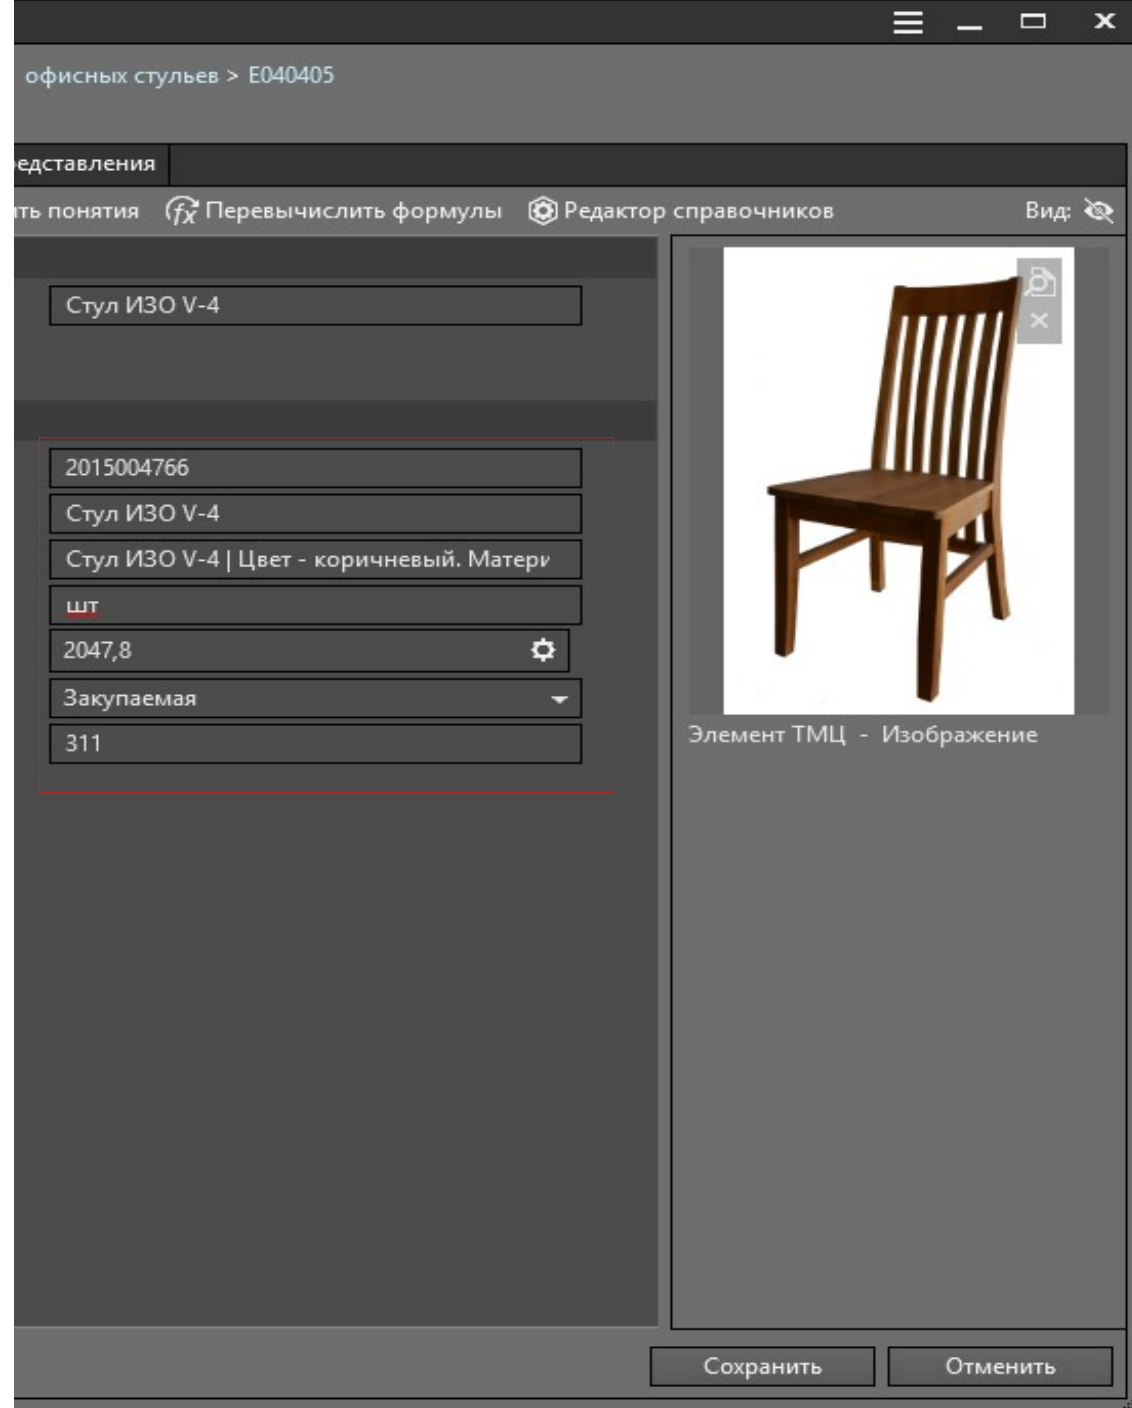 офисных стульев > E040405
едставления
ть понятия Перевычислить формулы Редактор справочников Вид:
Стул ИЗО V-4
2015004766
Стул ИЗО V-4
Стул ИЗО V-4 | Цвет - коричневый. Матери
шт
2047,8
Закупаемая
311
Элемент ТМЦ - Изображение
Сохранить Отменить